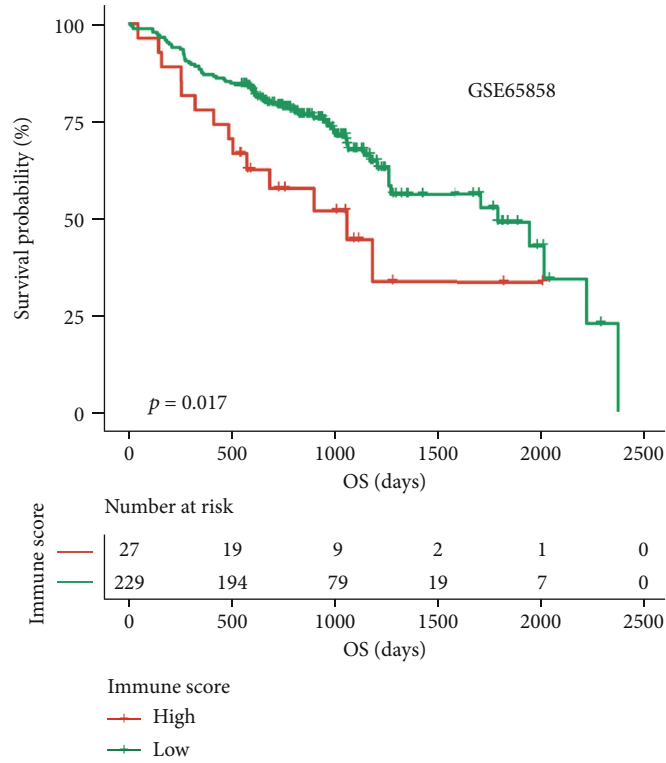 100
75
50
25
0
Survival probability (%)
GSE65858
p = 0.017
0 500 1000 1500 2000 2500
OS (days)
Number at risk
Immune score
27 19 9 2 1 0
229 194 79 19 7 0
0 500 1000 1500 2000 2500
OS (days)
Immune score
High
Low